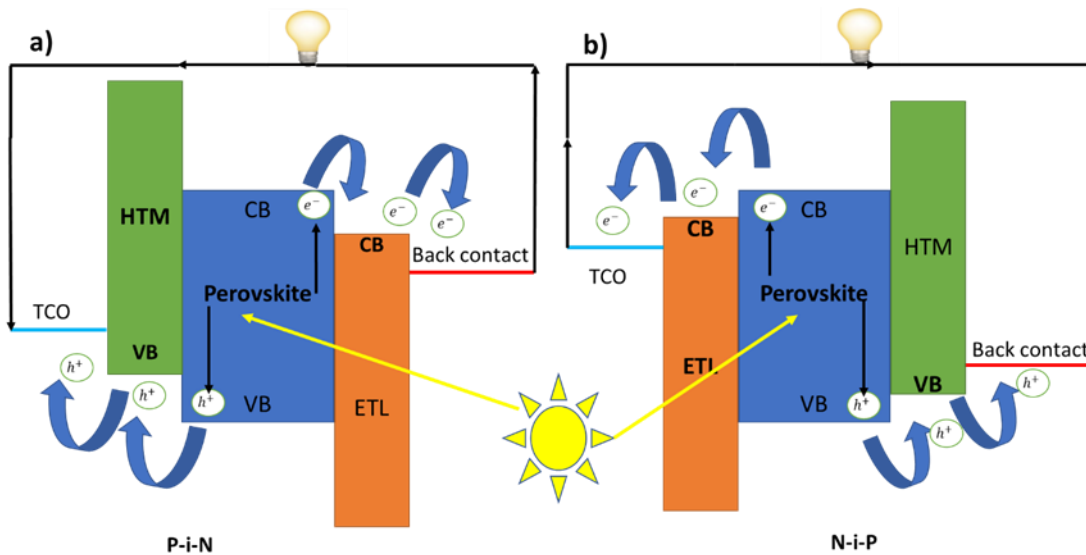 a)
HTM
CB
e⁻
e⁻
e⁻
CB
Back contact
Perovskite
TCO
VB
h⁺
h⁺
h⁺
VB
ETL
P-i-N
b)
e⁻
e⁻
e⁻
CB
CB
HTM
TCO
Perovskite
Back contact
ETL
VB
VB
h⁺
h⁺
h⁺
N-i-P